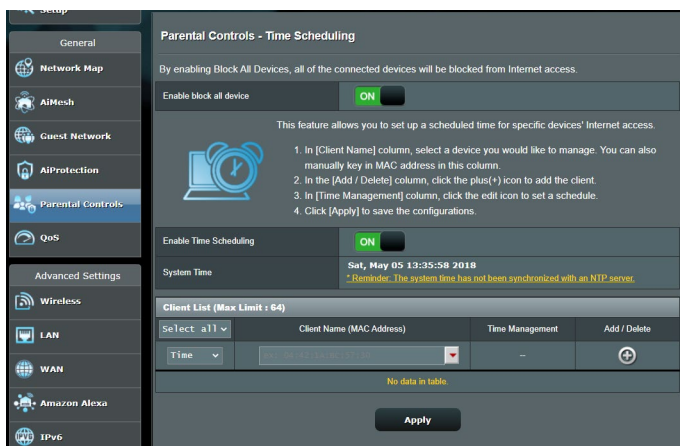 Setup
General
Network Map
AiMesh
Guest Network
AiProtection
Parental Controls
QoS
Advanced Settings
Wireless
LAN
WAN
Amazon Alexa
IPv6
Parental Controls - Time Scheduling
By enabling Block All Devices, all of the connected devices will be blocked from Internet access.
Enable block all device
ON
This feature allows you to set up a scheduled time for specific devices' Internet access.
1. In [Client Name] column, select a device you would like to manage. You can also
manually key in MAC address in this column.
2. In the [Add / Delete] column, click the plus(+) icon to add the client.
3. In [Time Management] column, click the edit icon to set a schedule.
4. Click [Apply] to save the configurations.
Enable Time Scheduling
ON
System Time
Sat, May 05 13:35:58 2018
* Reminder: The system time has not been synchronized with an NTP server.
Client List (Max Limit : 64)
Select all
Client Name (MAC Address)
Time Management
Add / Delete
Time
–
No data in table.
Apply